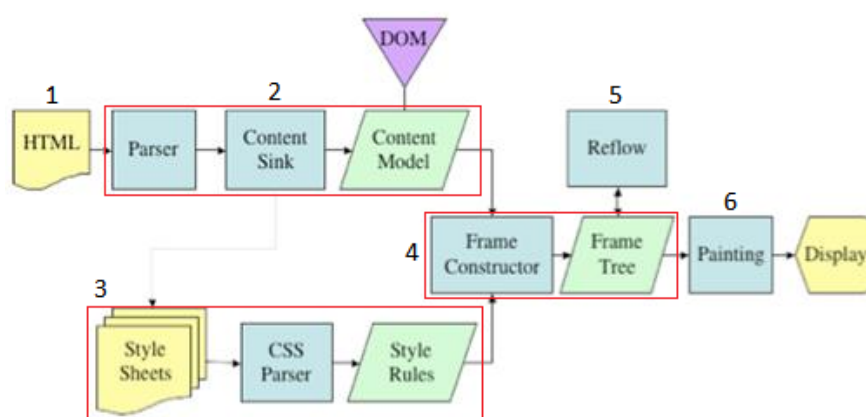 DOM
1
2
5
HTML
Parser
Content
Sink
Content
Model
Reflow
6
4
Frame
Constructor
Frame
Tree
Painting
Display
3
Style
Sheets
CSS
Parser
Style
Rules